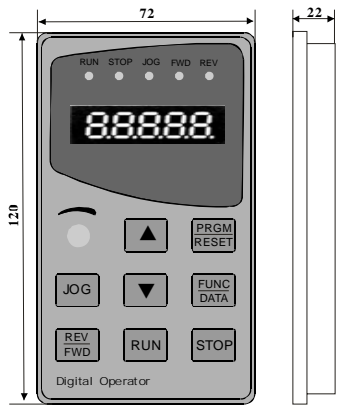 72
22
RUN STOP JOG FWD REV
8.8.8.8.8.
120
PRGM
RESET
JOG
FUNC
DATA
REV
FWD
RUN
STOP
Digital Operator